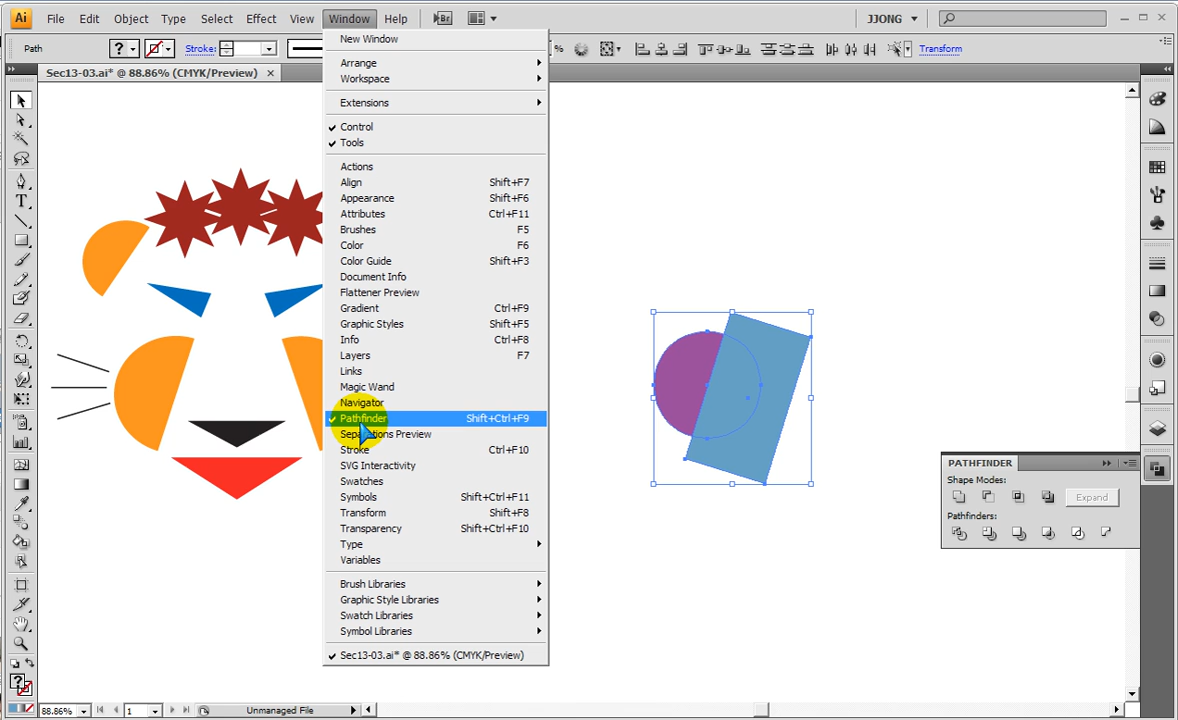 Ai File Edit Object Type Select Effect View Window Help Br JJONG
Path ? Stroke: % Transform
Sec13-03.ai* @ 88.86% (CMYK/Preview) ×
New Window
Arrange
Workspace
Extensions
Control
Tools
Actions
Align Shift+F7
Appearance Shift+F6
Attributes Ctrl+F11
Brushes F5
Color F6
Color Guide Shift+F3
Document Info
Flattener Preview
Gradient Ctrl+F9
Graphic Styles Shift+F5
Info Ctrl+F8
Layers F7
Links
Magic Wand
Navigator
Pathfinder Shift+Ctrl+F9
Separations Preview
Stroke Ctrl+F10
SVG Interactivity
Swatches
Symbols Shift+Ctrl+F11
Transform Shift+F8
Transparency Shift+Ctrl+F10
Type
Variables
Brush Libraries
Graphic Style Libraries
Swatch Libraries
Symbol Libraries
Sec13-03.ai* @ 88.86% (CMYK/Preview)
T
?
PATHFINDER
Shape Modes:
Expand
Pathfinders:
88.86% 1 Unmanaged File